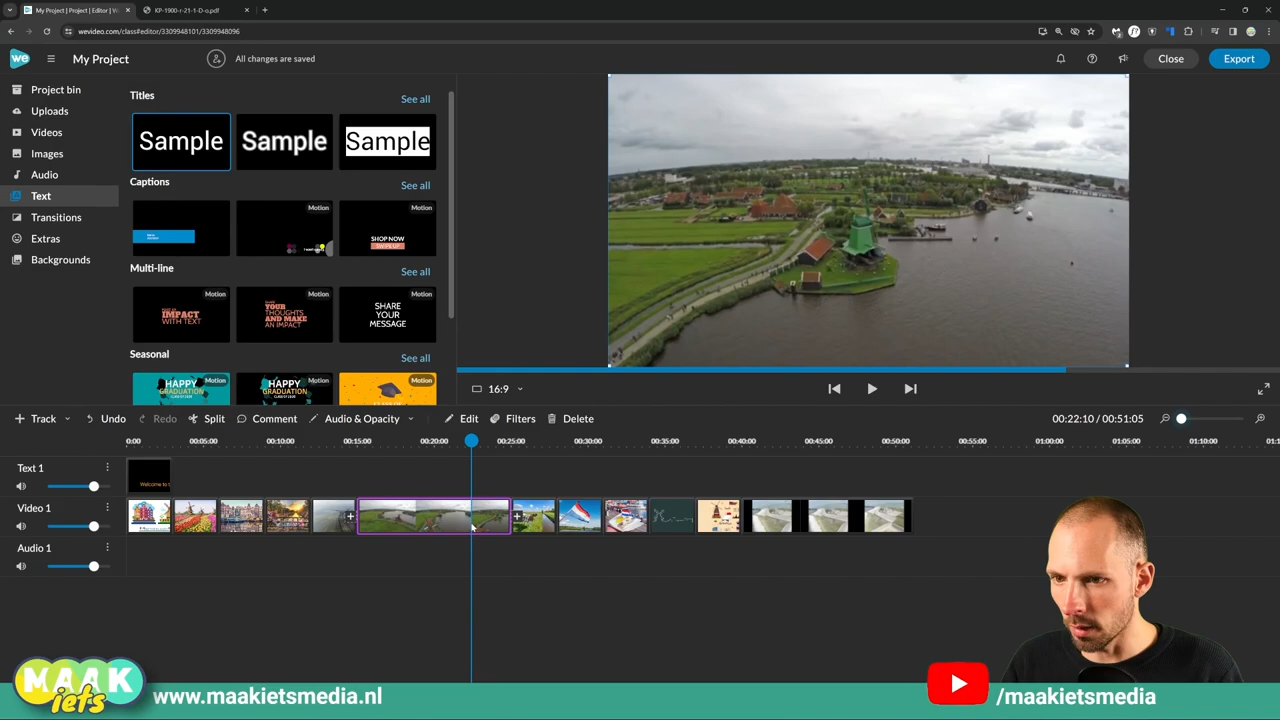 My Project | Project | Editor | V
KP-1900-r-21-1-D-o.pdf
wevideo.com/class#editor/3309948101/3309948096
we
My Project
All changes are saved
Close
Export
Project bin
Uploads
Videos
Images
Audio
Text
Transitions
Extras
Backgrounds
Titles
See all
Sample
Sample
Sample
Captions
See all
Motion
Motion
SHOP NOW
SWIPE UP
Multi-line
See all
Motion
Motion
Motion
IMPACT
WITH TEXT
YOUR
THOUGHTS
AND MAKE
AN IMPACT
SHARE
YOUR
MESSAGE
Seasonal
See all
Motion
Motion
Motion
HAPPY
GRADUATION
HAPPY
GRADUATION
16:9
Track
Undo
Redo
Split
Comment
Audio & Opacity
Edit
Filters
Delete
00:22:10 / 00:51:05
0:00
00:05:00
00:10:00
00:15:00
00:20:00
00:25:00
00:30:00
00:35:00
00:40:00
00:45:00
00:50:00
00:55:00
01:00:00
01:05:00
01:10:00
Text 1
Welcome to t
Video 1
Audio 1
MAAK
iets
www.maakietsmedia.nl
/maakietsmedia